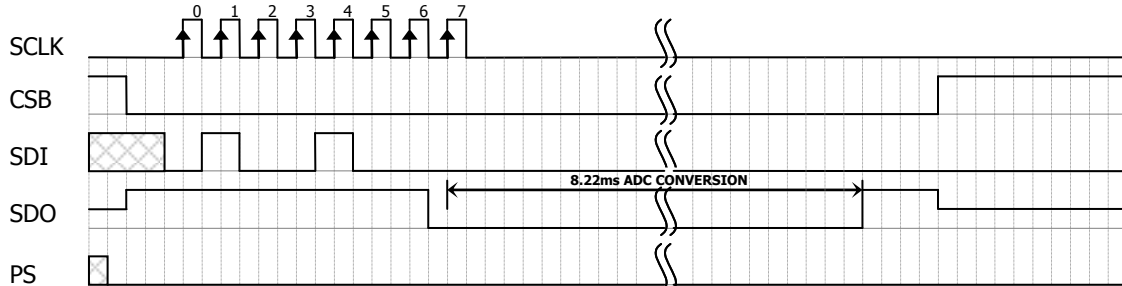 0 1 2 3 4 5 6 7
SCLK
CSB
SDI
8.22ms ADC CONVERSION
SDO
PS